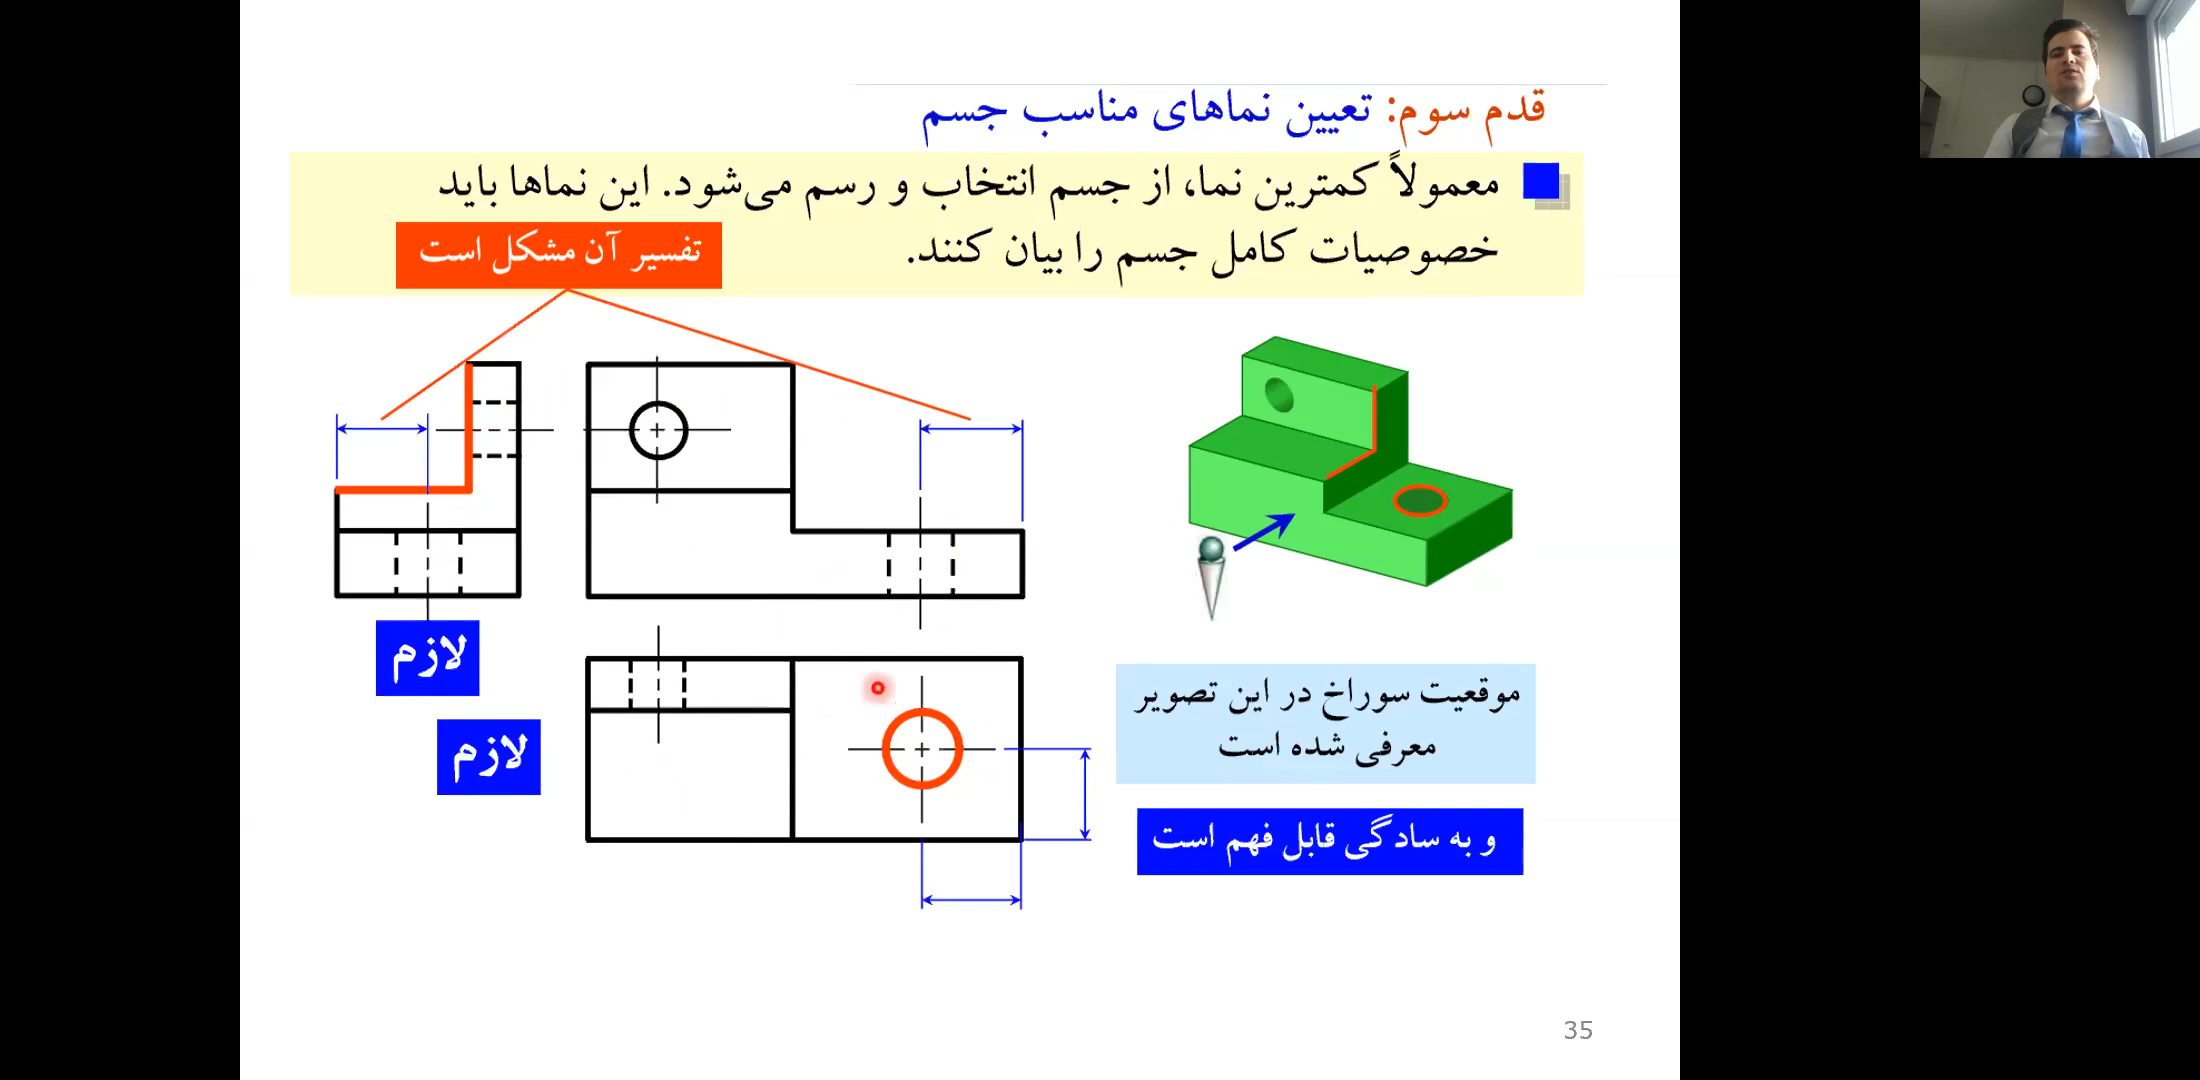 قدم سوم: تعیین نماهای مناسب جسم
معمولاً کمترین نما، از جسم انتخاب و رسم می‌شود. این نماها باید
خصوصیات کامل جسم را بیان کنند.
تفسیر آن مشکل است
لازم
لازم
موقعیت سوراخ در این تصویر
معرفی شده است
و به سادگی قابل فهم است
35